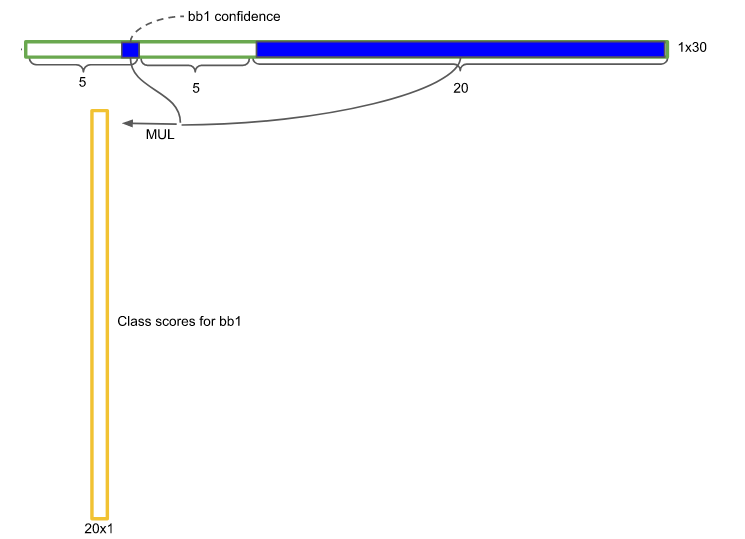 bb1 confidence
1x30
5
5
20
MUL
Class scores for bb1
20x1